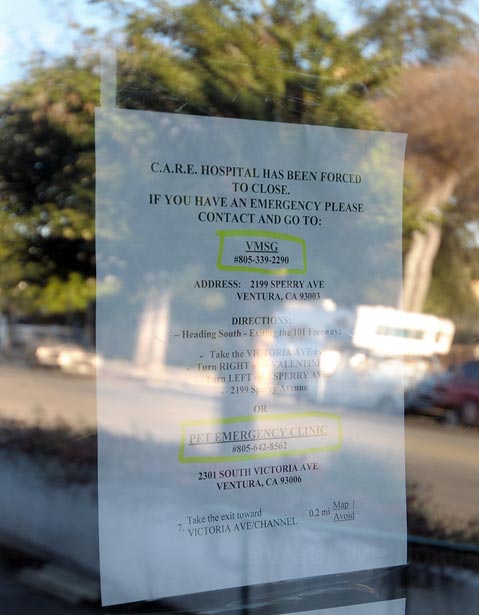 C.A.R.E. HOSPITAL HAS BEEN FORCED
TO CLOSE.
IF YOU HAVE AN EMERGENCY PLEASE
CONTACT AND GO TO:
VMSG
#805-339-2290
ADDRESS: 2199 SPERRY AVE
VENTURA, CA 93003
DIRECTIONS:
– Heading South - Exiting the 101 Freeway:
• Take the VICTORIA AVE
• Turn RIGHT VALENTIN
• Turn LEFT SPERRY AVE
• 2199 Sperry Avenue
OR
PET EMERGENCY CLINIC
#805-642-8562
2301 SOUTH VICTORIA AVE
VENTURA, CA 93006
7. Take the exit toward VICTORIA AVE/CHANNEL
0.2 mi Map
Avoid